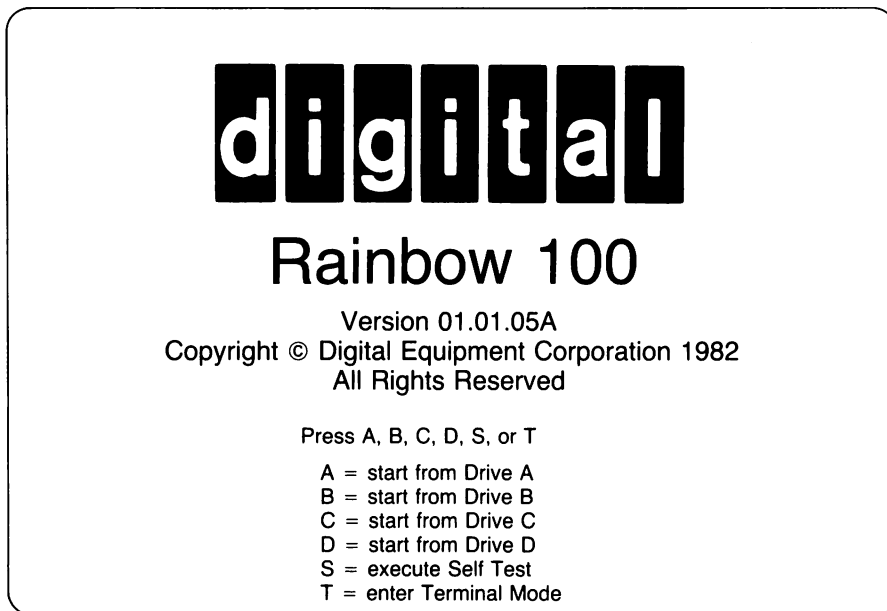 digital
Rainbow 100
Version 01.01.05A
Copyright © Digital Equipment Corporation 1982
All Rights Reserved
Press A, B, C, D, S, or T
A = start from Drive A
B = start from Drive B
C = start from Drive C
D = start from Drive D
S = execute Self Test
T = enter Terminal Mode